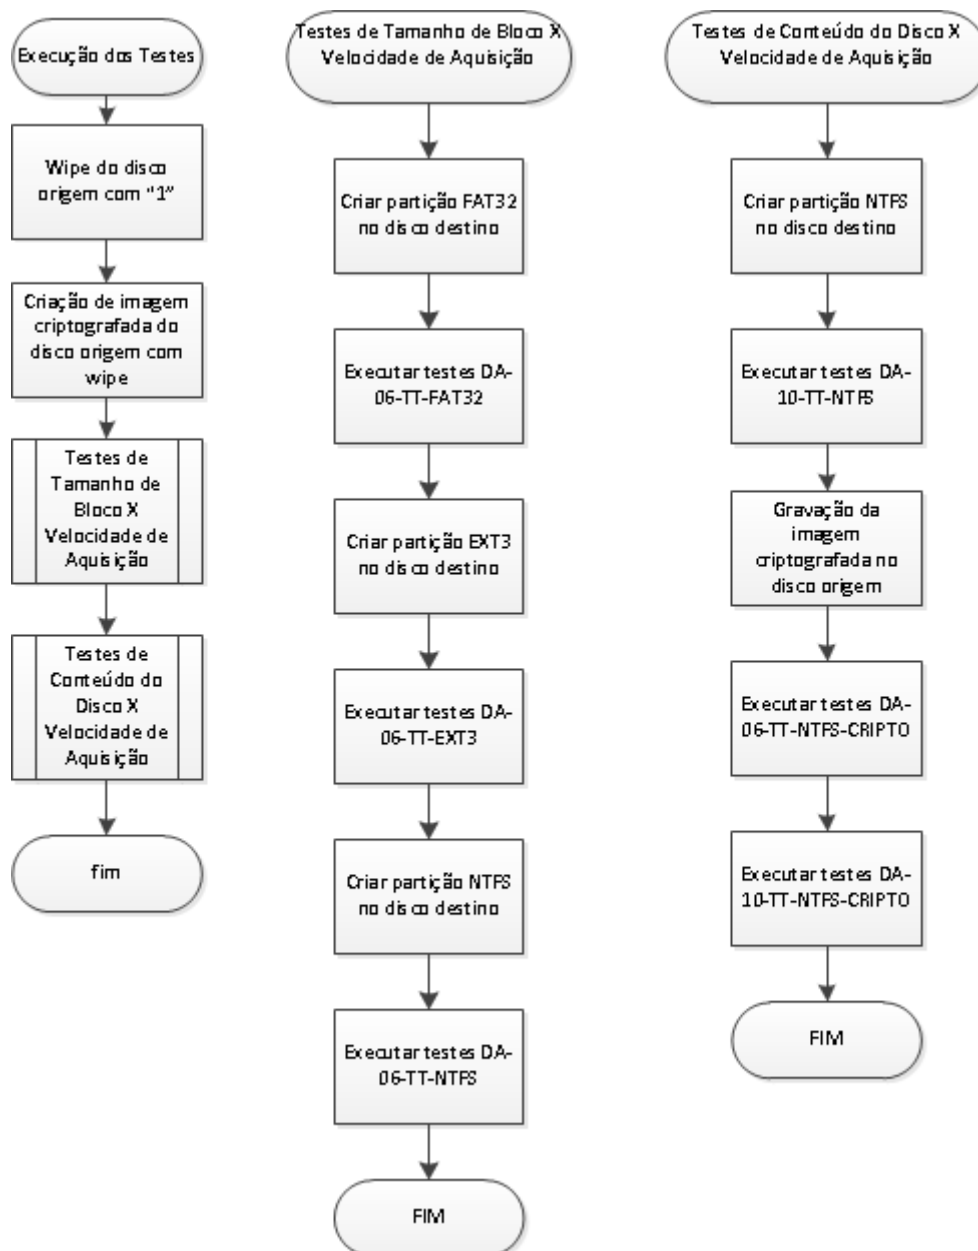 Execução dos Testes
Wipe do disco
origem com “1”
Criação de imagem
criptografada do
disco origem com
wipe
Testes de
Tamanho de
Bloco X
Velocidade de
Aquisição
Testes de
Conteúdo do
Disco X
Velocidade de
Aquisição
fim
Testes de Tamanho de Bloco X
Velocidade de Aquisição
Criar partição FAT32
no disco destino
Executar testes DA-
06-TT-FAT32
Criar partição EXT3
no disco destino
Executar testes DA-
06-TT-EXT3
Criar partição NTFS
no disco destino
Executar testes DA-
06-TT-NTFS
FIM
Testes de Conteúdo do Disco X
Velocidade de Aquisição
Criar partição NTFS
no disco destino
Executar testes DA-
10-TT-NTFS
Gravação da
imagem
criptografada no
disco origem
Executar testes DA-
06-TT-NTFS-CRIPTO
Executar testes DA-
10-TT-NTFS-CRIPTO
FIM